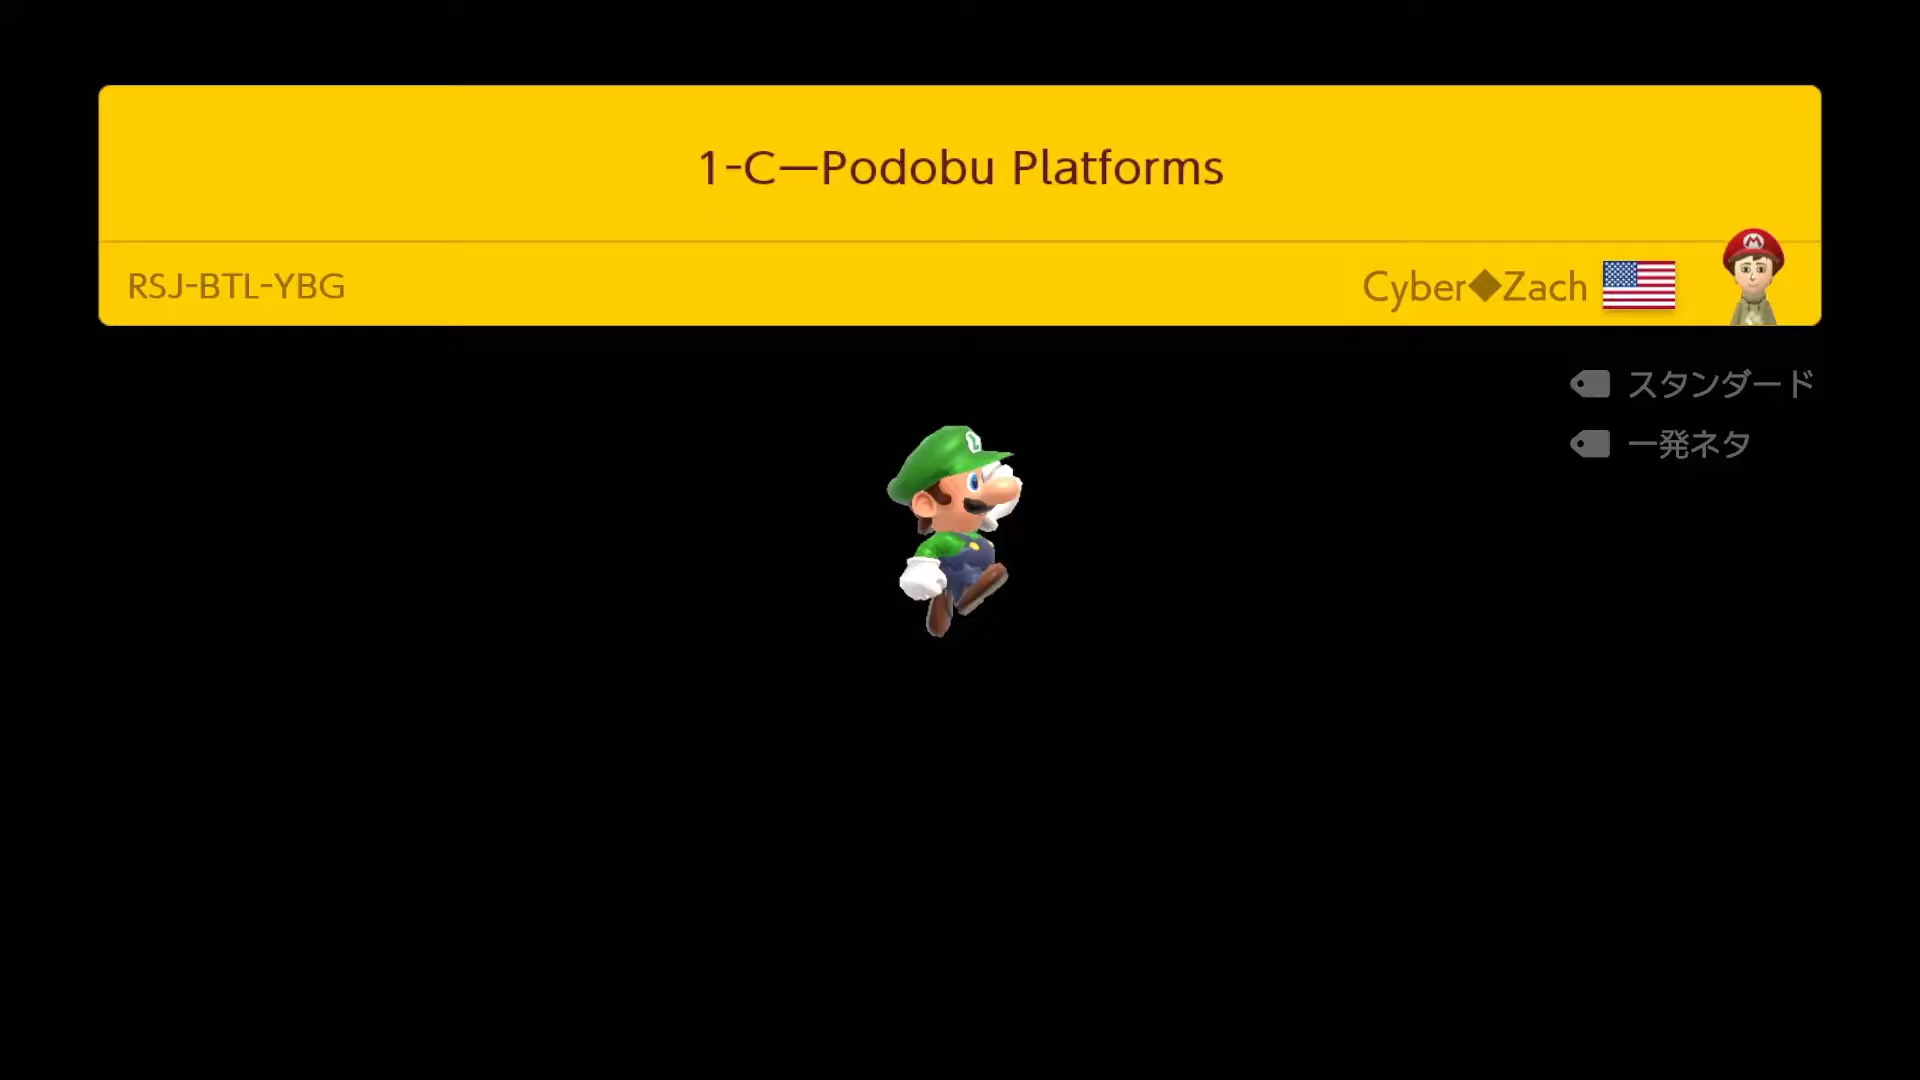 1-C—Podobu Platforms
RSJ-BTL-YBG
Cyber◆Zach
スタンダード
一発ネタ